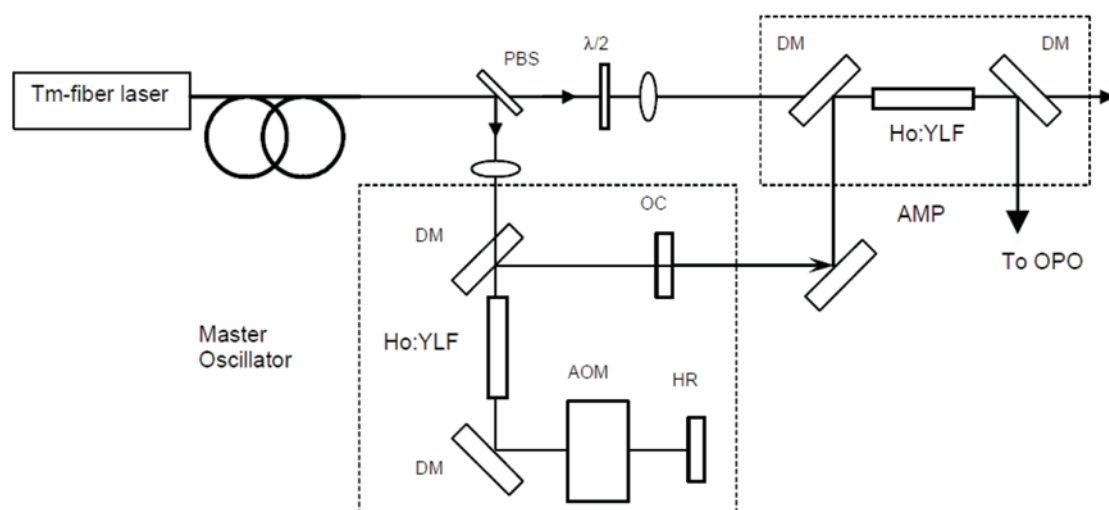 Tm-fiber laser
PBS
λ/2
DM
DM
Ho:YLF
AMP
To OPO
DM
OC
Master
Oscillator
Ho:YLF
AOM
HR
DM